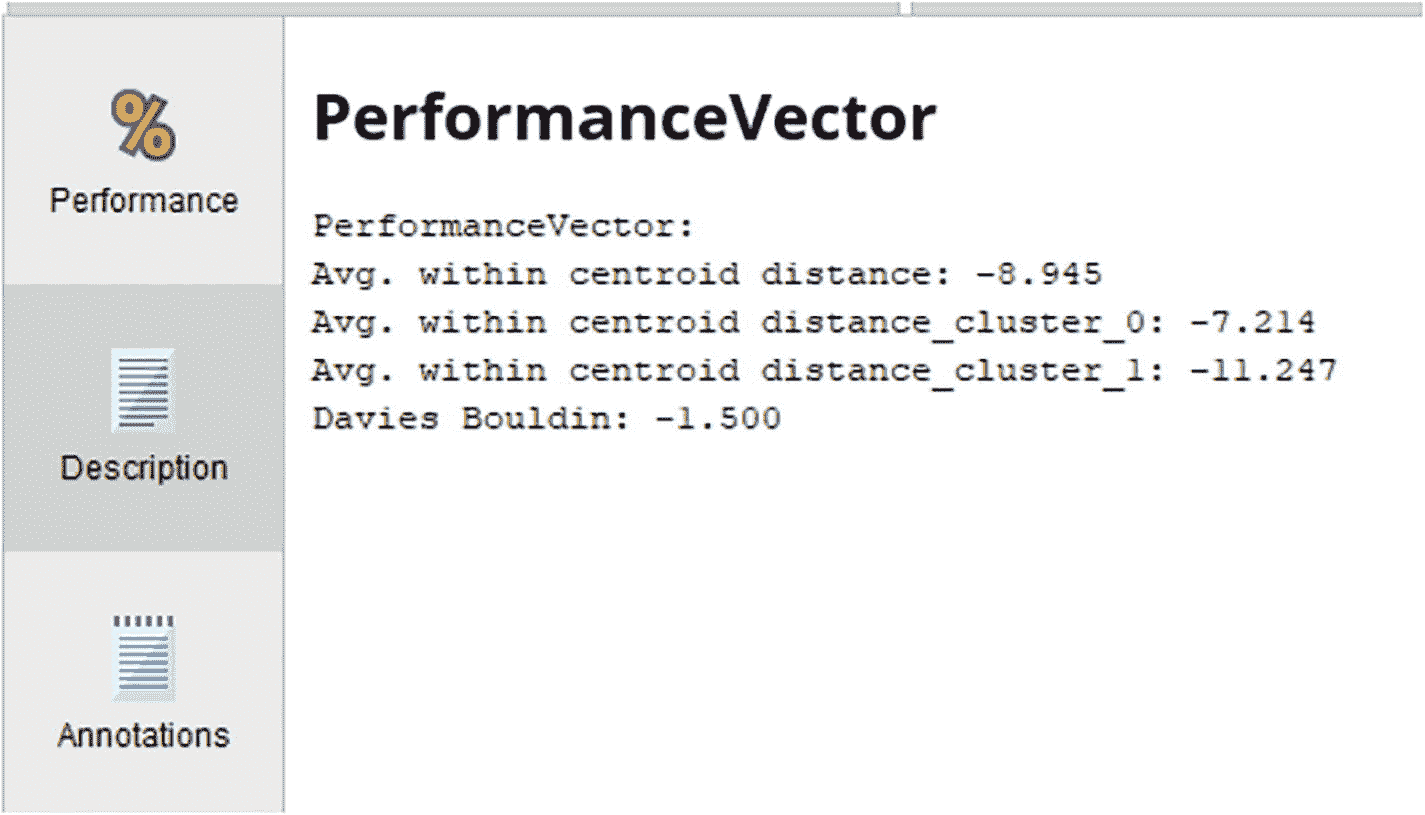 PerformanceVector
Performance
PerformanceVector:
Avg. within centroid distance: -8.945
Avg. within centroid distance_cluster_0: -7.214
Avg. within centroid distance_cluster_1: -11.247
Davies Bouldin: -1.500
Description
Annotations